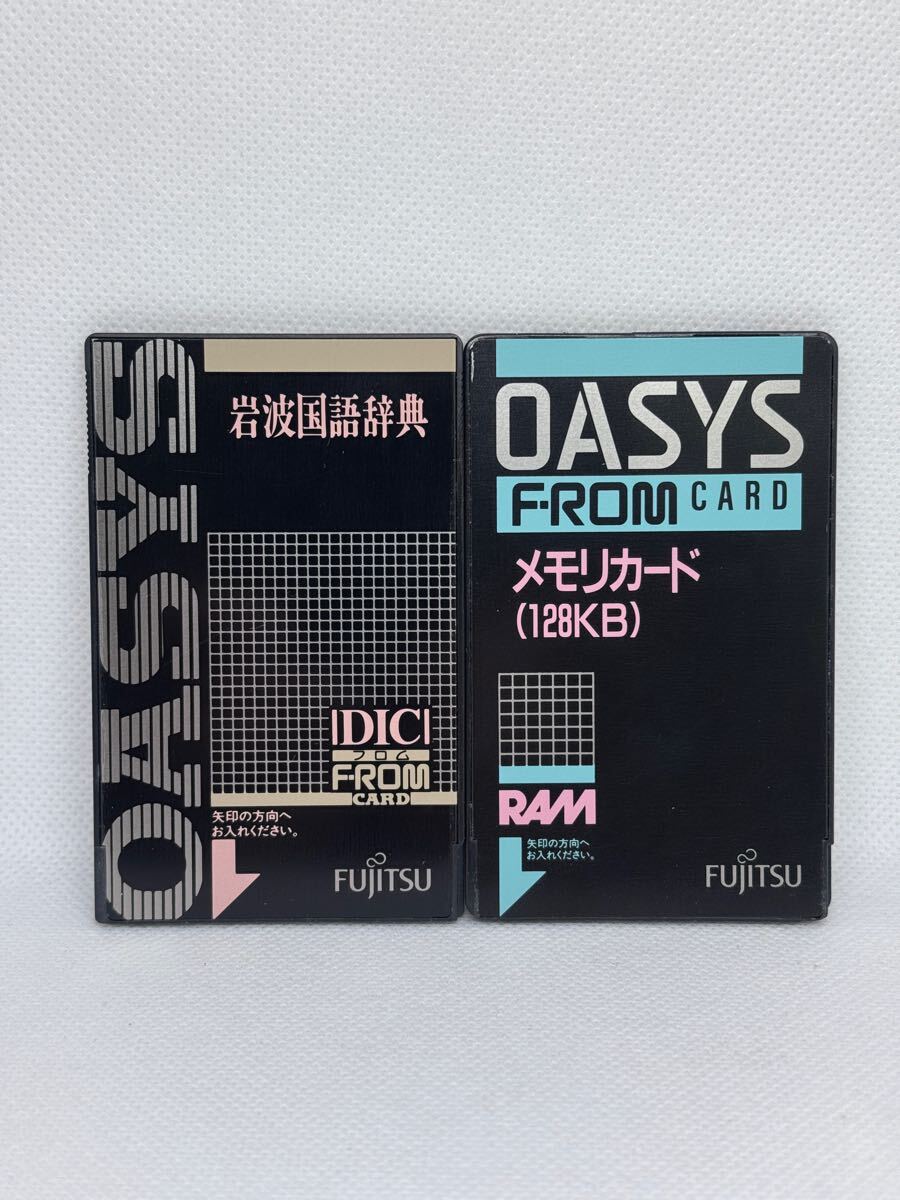 OASYS
岩波国語辞典
DIC
フロム
F-ROM
CARD
矢印の方向へ
お入れください。
FUJITSU
OASYS
F-ROM CARD
メモリカード
(128KB)
RAM
矢印の方向へ
お入れください。
FUJITSU